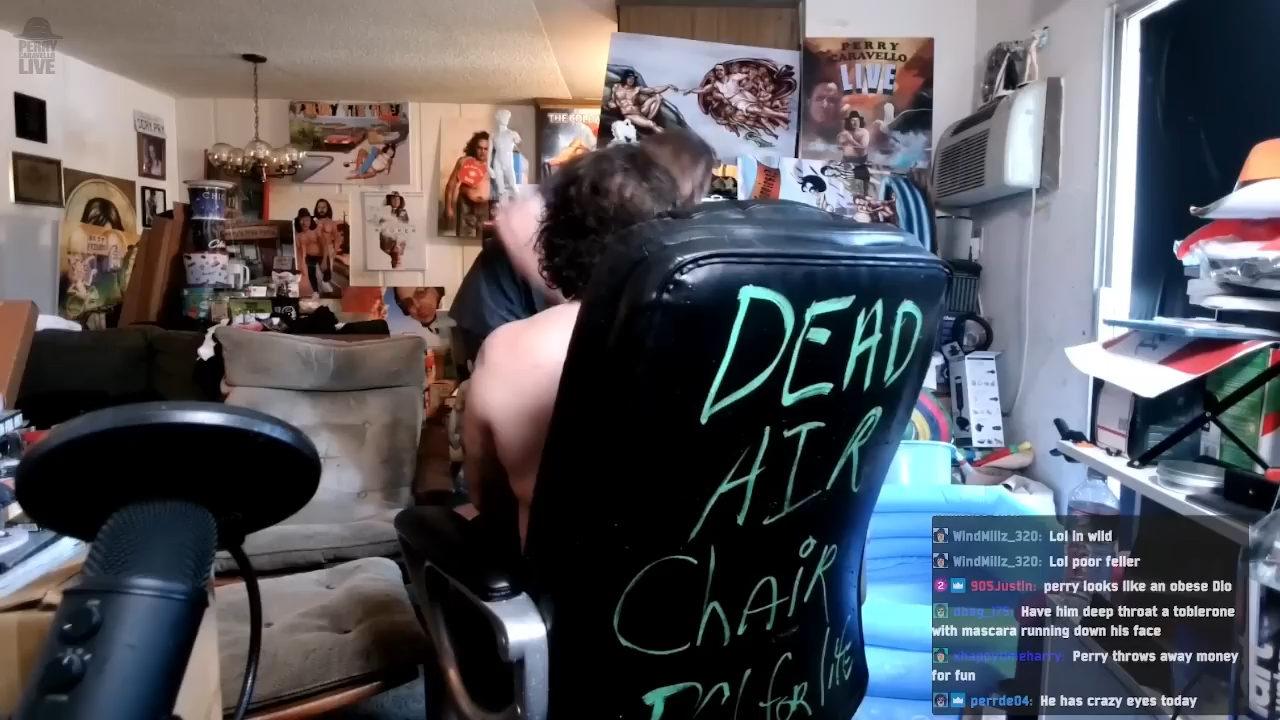 PERRY
CARAVELLO
LIVE
PERRY
CARAVELLO
LIVE
DEAD
AIR
ChAiR
for life
WindMillz_320: Lol in wild
WindMillz_320: Lol poor feller
905Justin: perry looks like an obese Dio
Have him deep throat a toblerone
with mascara running down his face
xhappytimeharry: Perry throws away money
for fun
perrde04: He has crazy eyes today